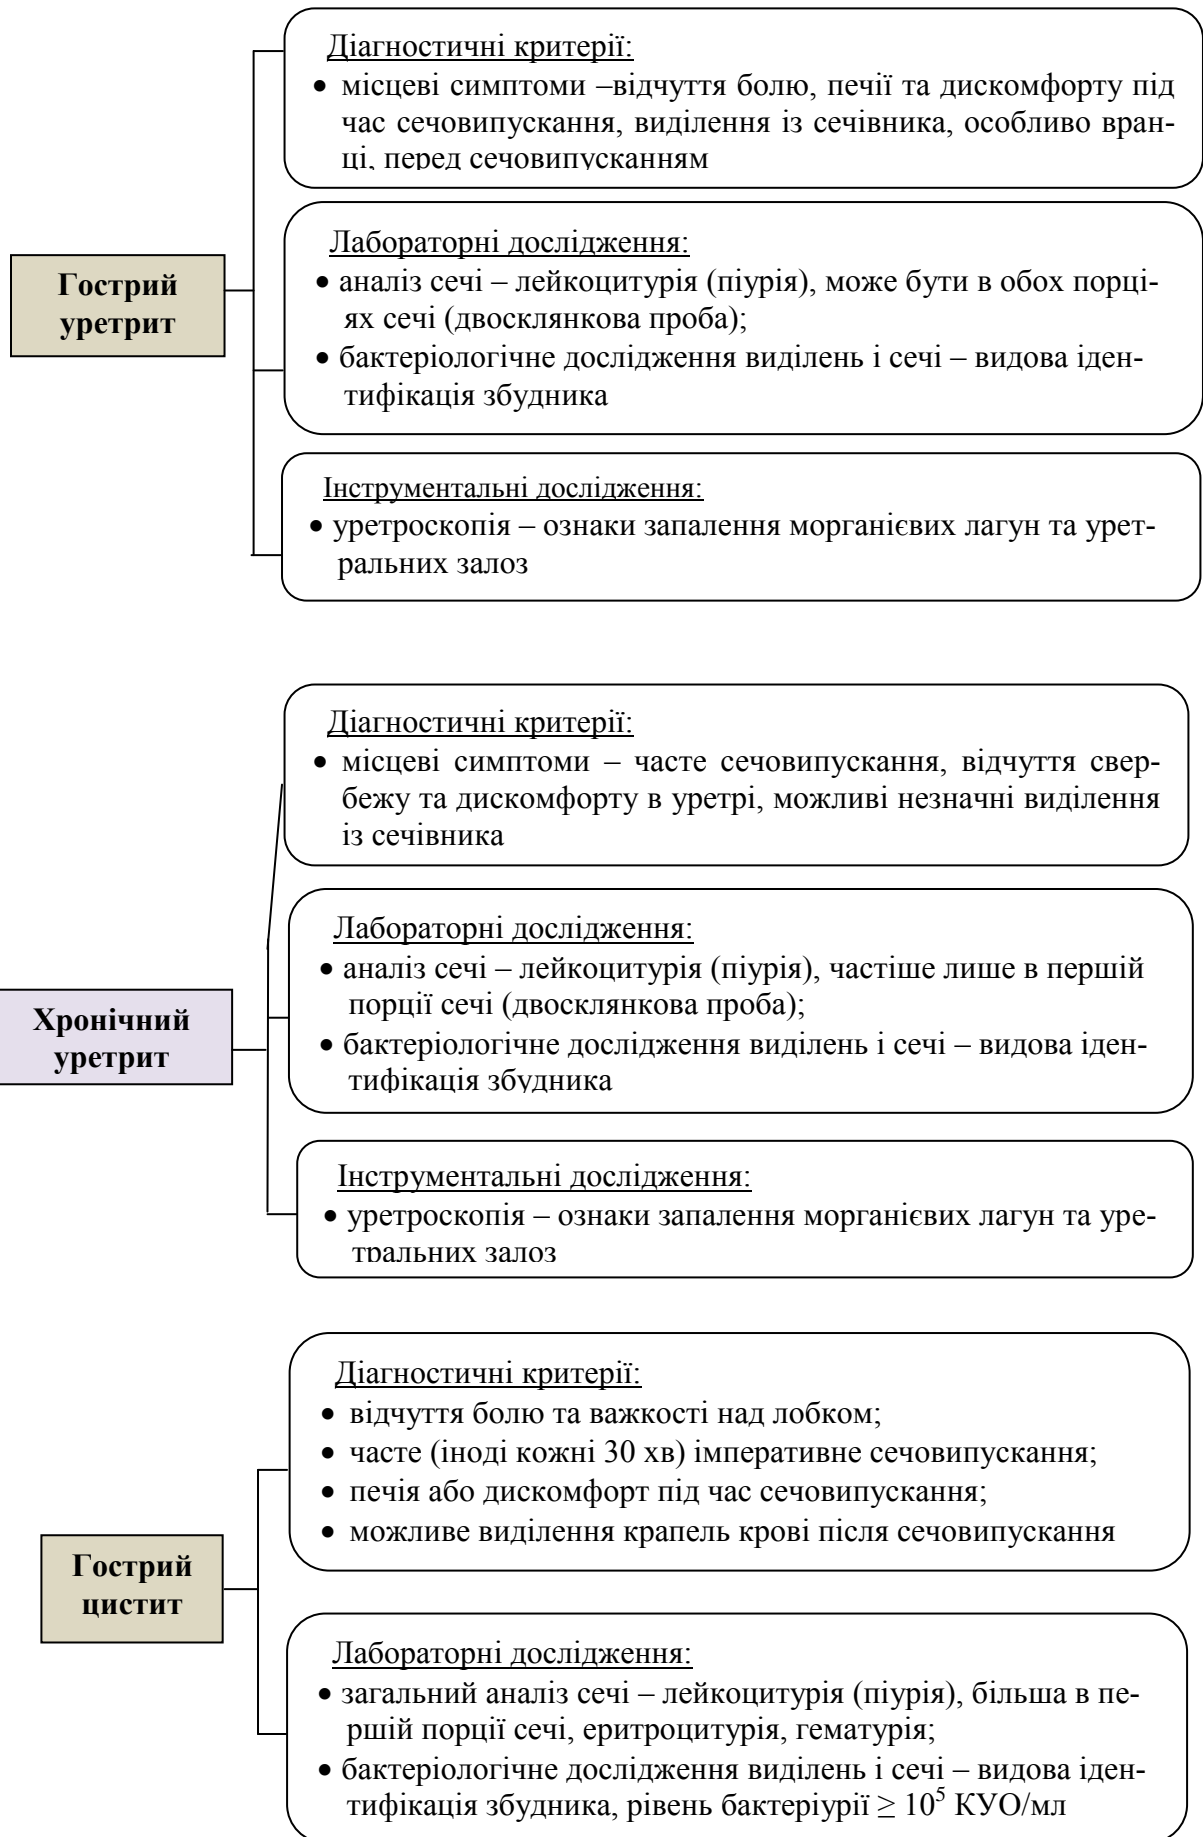 Діагностичні критерії:
• місцеві симптоми –відчуття болю, печії та дискомфорту під
час сечовипускання, виділення із сечівника, особливо вран-
ці, перед сечовипусканням
Гострий
уретрит
Лабораторні дослідження:
• аналіз сечі – лейкоцитурія (піурія), може бути в обох порці-
ях сечі (двосклянкова проба);
• бактеріологічне дослідження виділень і сечі – видова іден-
тифікація збудника
Інструментальні дослідження:
• уретроскопія – ознаки запалення морганієвих лагун та урет-
ральних залоз
Діагностичні критерії:
• місцеві симптоми – часте сечовипускання, відчуття свер-
бежу та дискомфорту в уретрі, можливі незначні виділення
із сечівника
Хронічний
уретрит
Лабораторні дослідження:
• аналіз сечі – лейкоцитурія (піурія), частіше лише в першій
порції сечі (двосклянкова проба);
• бактеріологічне дослідження виділень і сечі – видова іден-
тифікація збудника
Інструментальні дослідження:
• уретроскопія – ознаки запалення морганієвих лагун та уре-
тральних залоз
Діагностичні критерії:
• відчуття болю та важкості над лобком;
• часте (іноді кожні 30 хв) імперативне сечовипускання;
• печія або дискомфорт під час сечовипускання;
• можливе виділення крапель крові після сечовипускання
Гострий
цистит
Лабораторні дослідження:
• загальний аналіз сечі – лейкоцитурія (піурія), більша в пе-
ршій порції сечі, еритроцитурія, гематурія;
• бактеріологічне дослідження виділень і сечі – видова іден-
тифікація збудника, рівень бактеріурії ≥ 10⁵ КУО/мл